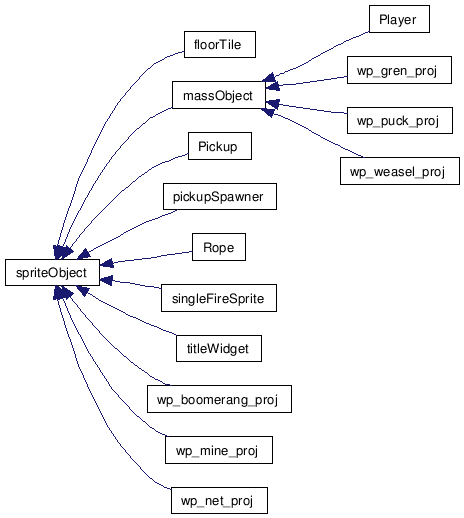 Player
floorTile
wp_gren_proj
massObject
wp_puck_proj
Pickup
wp_weasel_proj
pickupSpawner
Rope
spriteObject
singleFireSprite
titleWidget
wp_boomerang_proj
wp_mine_proj
wp_net_proj